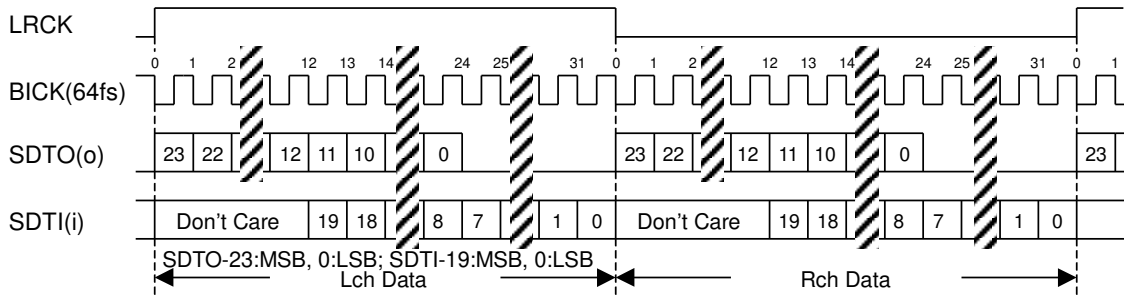 LRCK
0 1 2 12 13 14 24 25 31 0 1 2 12 13 14 24 25 31 0 1
BICK(64fs)
SDTO(o) 23 22 12 11 10 0 23 22 12 11 10 0 23
SDTI(i) Don't Care 19 18 8 7 1 0 Don't Care 19 18 8 7 1 0
SDTO-23:MSB, 0:LSB; SDTI-19:MSB, 0:LSB
Lch Data Rch Data